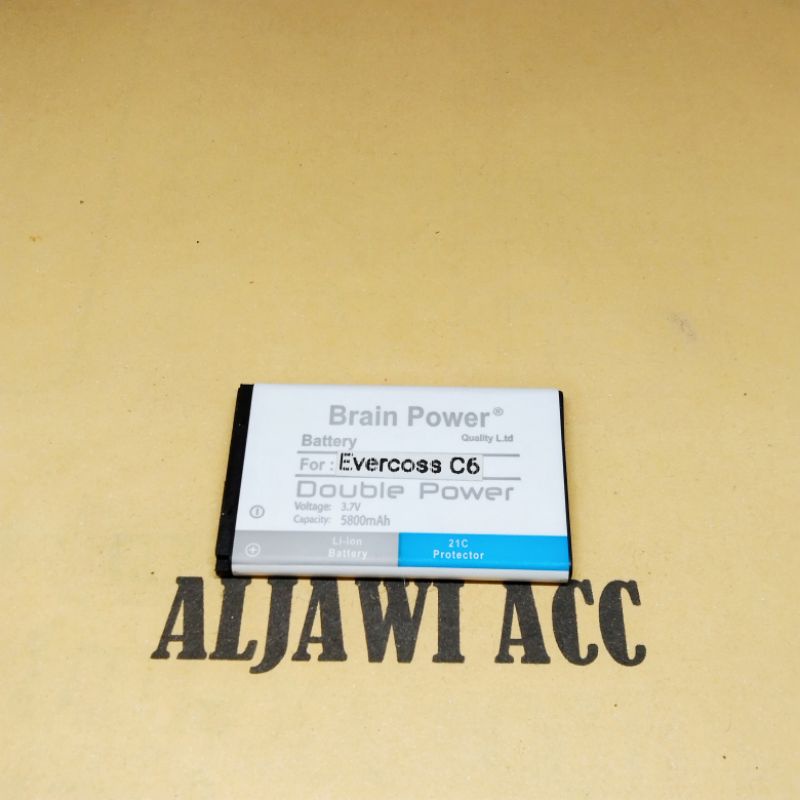 Brain Power®
Battery Quality L.td
For : Evercoss C6
Double Power
Voltage: 3.7V
Capacity: 5800mAh
Li-ion Battery
21C Protector
ALJAWI ACC